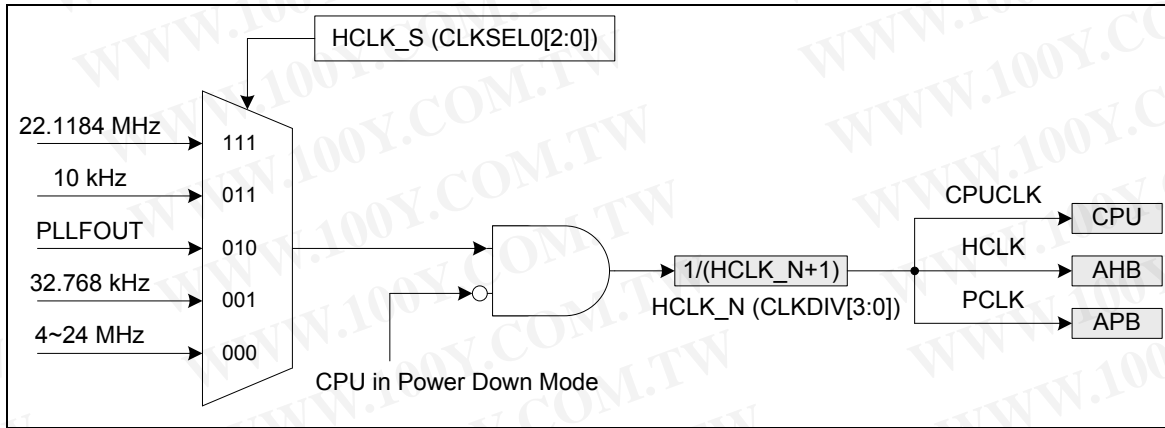 HCLK_S (CLKSEL0[2:0])
22.1184 MHz
111
10 kHz
011
PLLFOUT
010
32.768 kHz
001
4~24 MHz
000
CPU in Power Down Mode
1/(HCLK_N+1)
HCLK_N (CLKDIV[3:0])
CPUCLK
CPU
HCLK
AHB
PCLK
APB
WWW.100Y.COM.TW